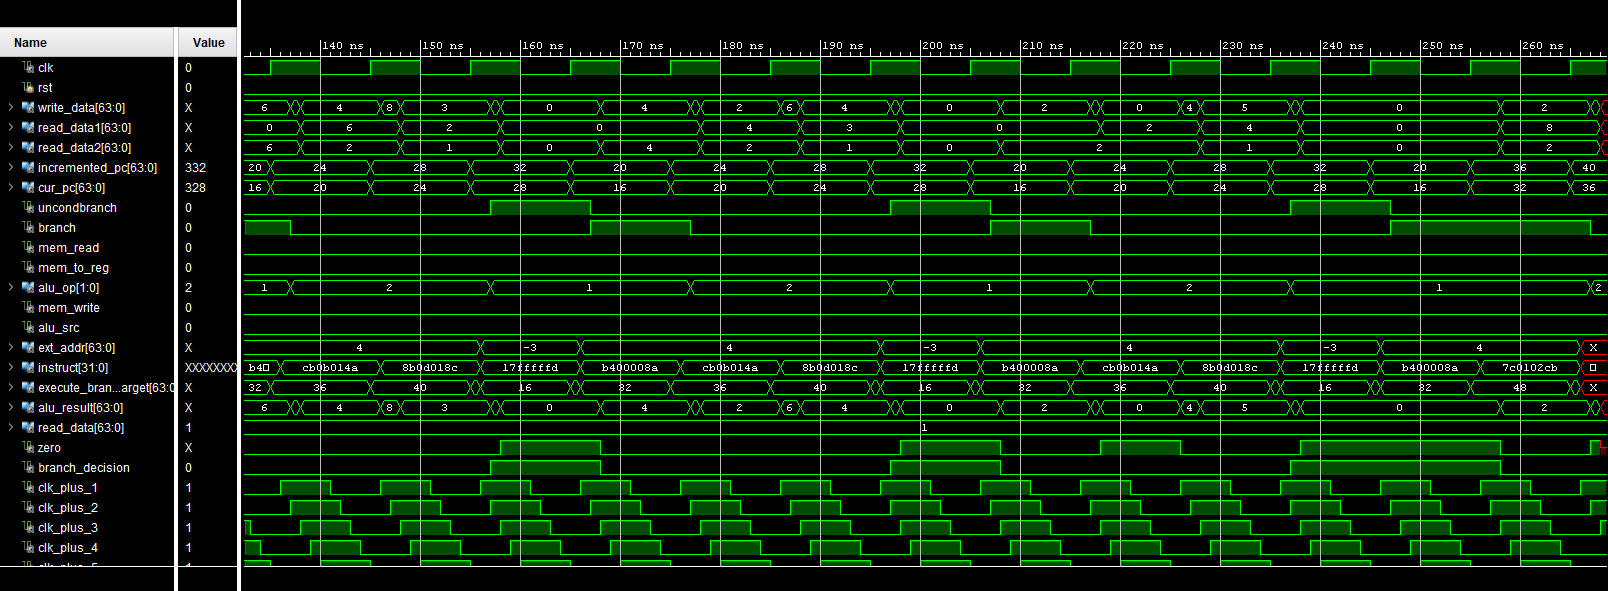 Name Value 140 ns 150 ns 160 ns 170 ns 180 ns 190 ns 200 ns 210 ns 220 ns 230 ns 240 ns 250 ns 260 ns
clk 0
rst 0
write_data[63:0] X 6 4 8 3 0 4 2 6 4 0 2 0 4 5 0 2
read_data1[63:0] X 0 6 2 0 4 3 0 2 4 0 8
read_data2[63:0] X 6 2 1 0 4 2 1 0 2 1 0 2
incremented_pc[63:0] 332 20 24 28 32 20 24 28 32 20 24 28 32 20 36 40
cur_pc[63:0] 328 16 20 24 28 16 20 24 28 16 20 24 28 16 32 36
uncondbranch 0
branch 0
mem_read 0
mem_to_reg 0
alu_op[1:0] 2 1 2 1 2 1 2 1 2
mem_write 0
alu_src 0
ext_addr[63:0] X 4 -3 4 -3 4 -3 4 X
instruct[31:0] XXXXXXXX b4 cb0b014a 8b0d018c 17fffffd b400008a cb0b014a 8b0d018c 17fffffd b400008a cb0b014a 8b0d018c 17fffffd b400008a 7c0102cb
execute_bran...arget[63:0 X 32 36 40 16 32 36 40 16 32 36 40 16 32 48 X
alu_result[63:0] X 6 4 8 3 0 4 2 6 4 0 2 0 4 5 0 2
read_data[63:0] 1 1
zero X
branch_decision 0
clk_plus_1 1
clk_plus_2 1
clk_plus_3 1
clk_plus_4 1
clk_plus_5 1